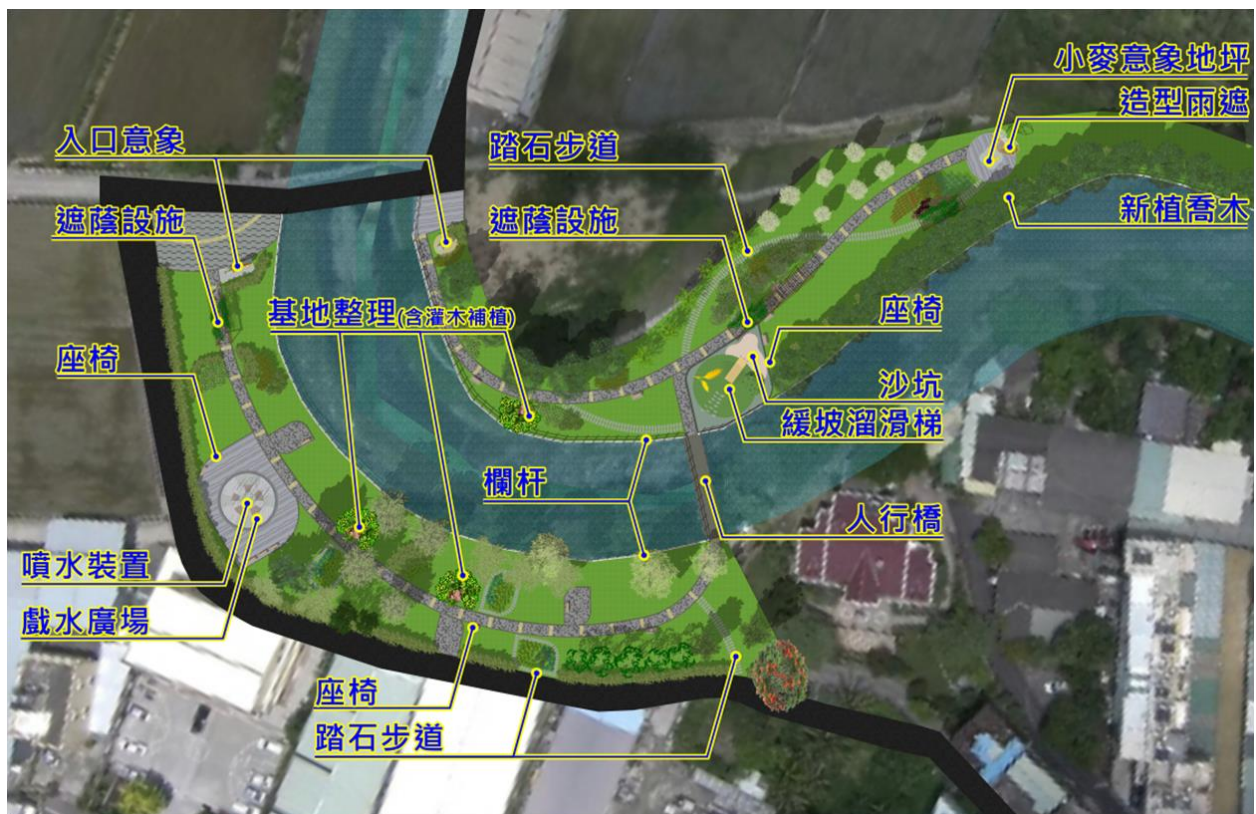 小麥意象地坪
造型雨遮
入口意象
踏石步道
遮蔭設施
遮蔭設施
新植喬木
基地整理(含灌木補植)
座椅
座椅
沙坑
緩坡溜滑梯
欄杆
人行橋
噴水裝置
戲水廣場
座椅
踏石步道